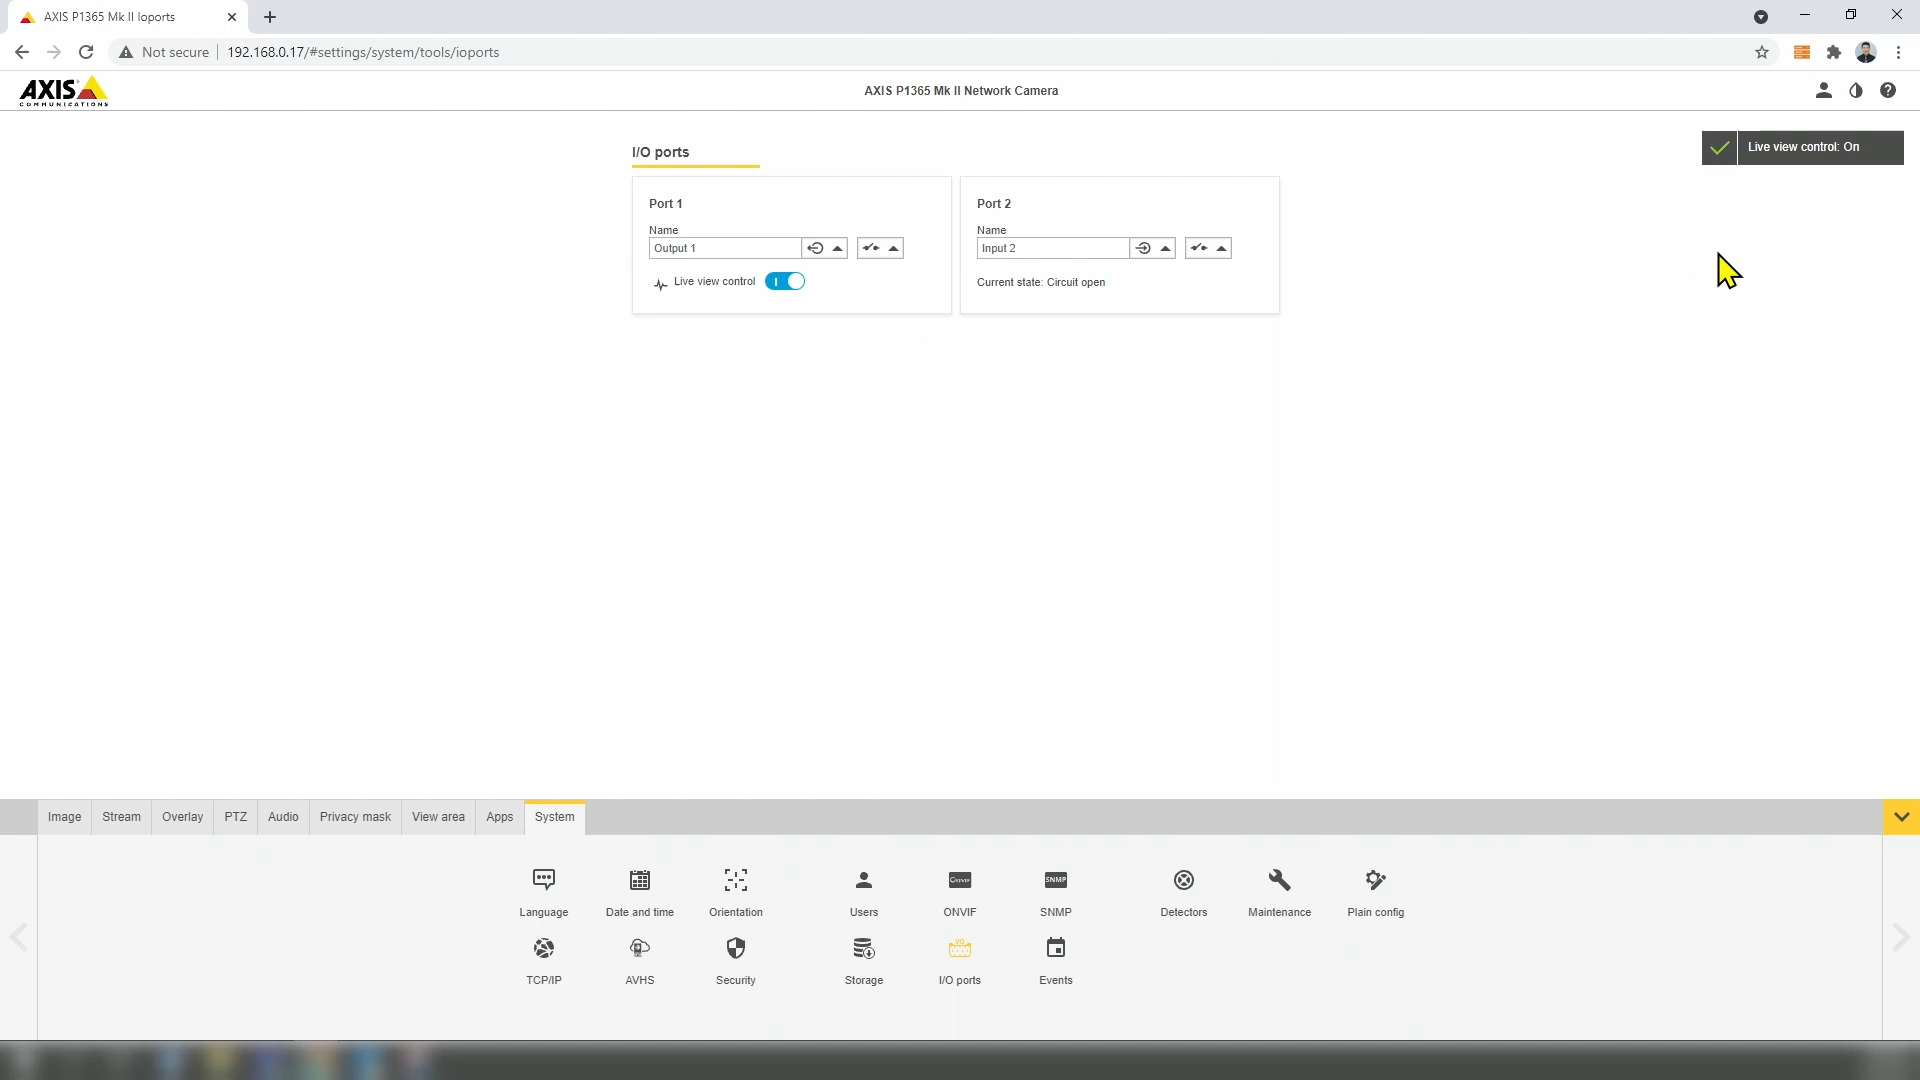 AXIS P1365 Mk II Ioports
Not secure
192.168.0.17/#settings/system/tools/ioports
AXIS
COMMUNICATIONS
AXIS P1365 Mk II Network Camera
Live view control: On
I/O ports
Port 1
Name
Output 1
Live view control
Port 2
Name
Input 2
Current state: Circuit open
Image
Stream
Overlay
PTZ
Audio
Privacy mask
View area
Apps
System
Language
Date and time
Orientation
Users
ONVIF
SNMP
SNMP
Detectors
Maintenance
Plain config
TCP/IP
AVHS
Security
Storage
I/O
I/O ports
Events